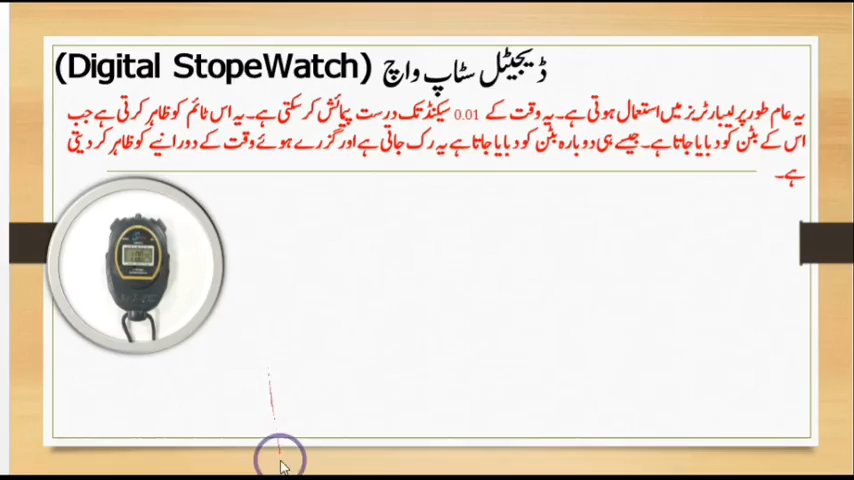 ڈیجیٹل سٹاپ واچ (Digital StopeWatch)
یہ عام طور پر لیبارٹریز میں استعمال ہوتی ہے۔ یہ وقت کے 0.01 سیکنڈ تک درست پیمائش کر سکتی ہے۔ یہ اس ٹائم کو ظاہر کرتی ہے جب
اس کے بٹن کو دبایا جاتا ہے۔ جیسے ہی دوبارہ بٹن کو دبایا جاتا ہے یہ رک جاتی ہے اور گزرے ہوئے وقت کے دورانیے کو ظاہر کر دیتی
ہے۔